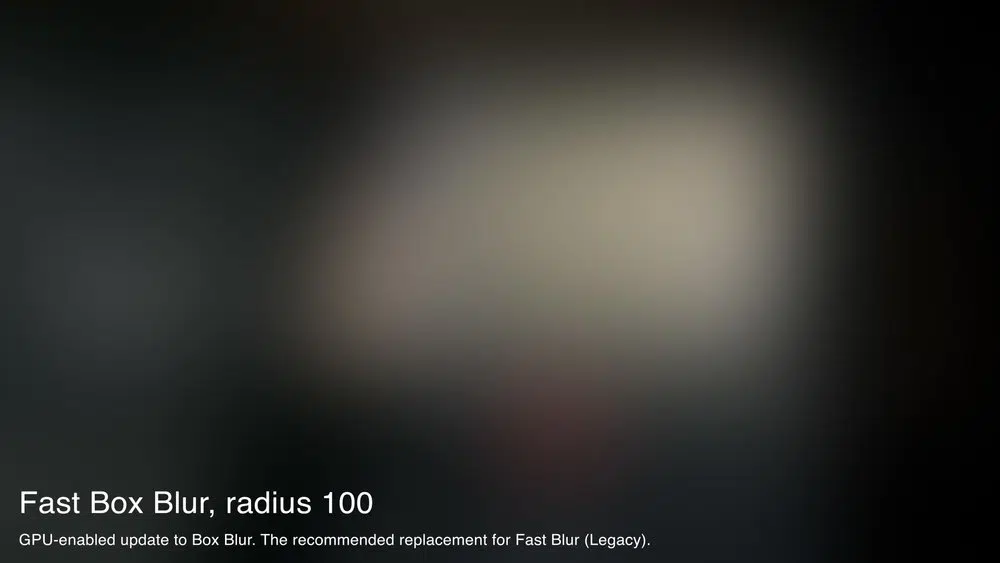 Fast Box Blur, radius 100
GPU-enabled update to Box Blur. The recommended replacement for Fast Blur (Legacy).